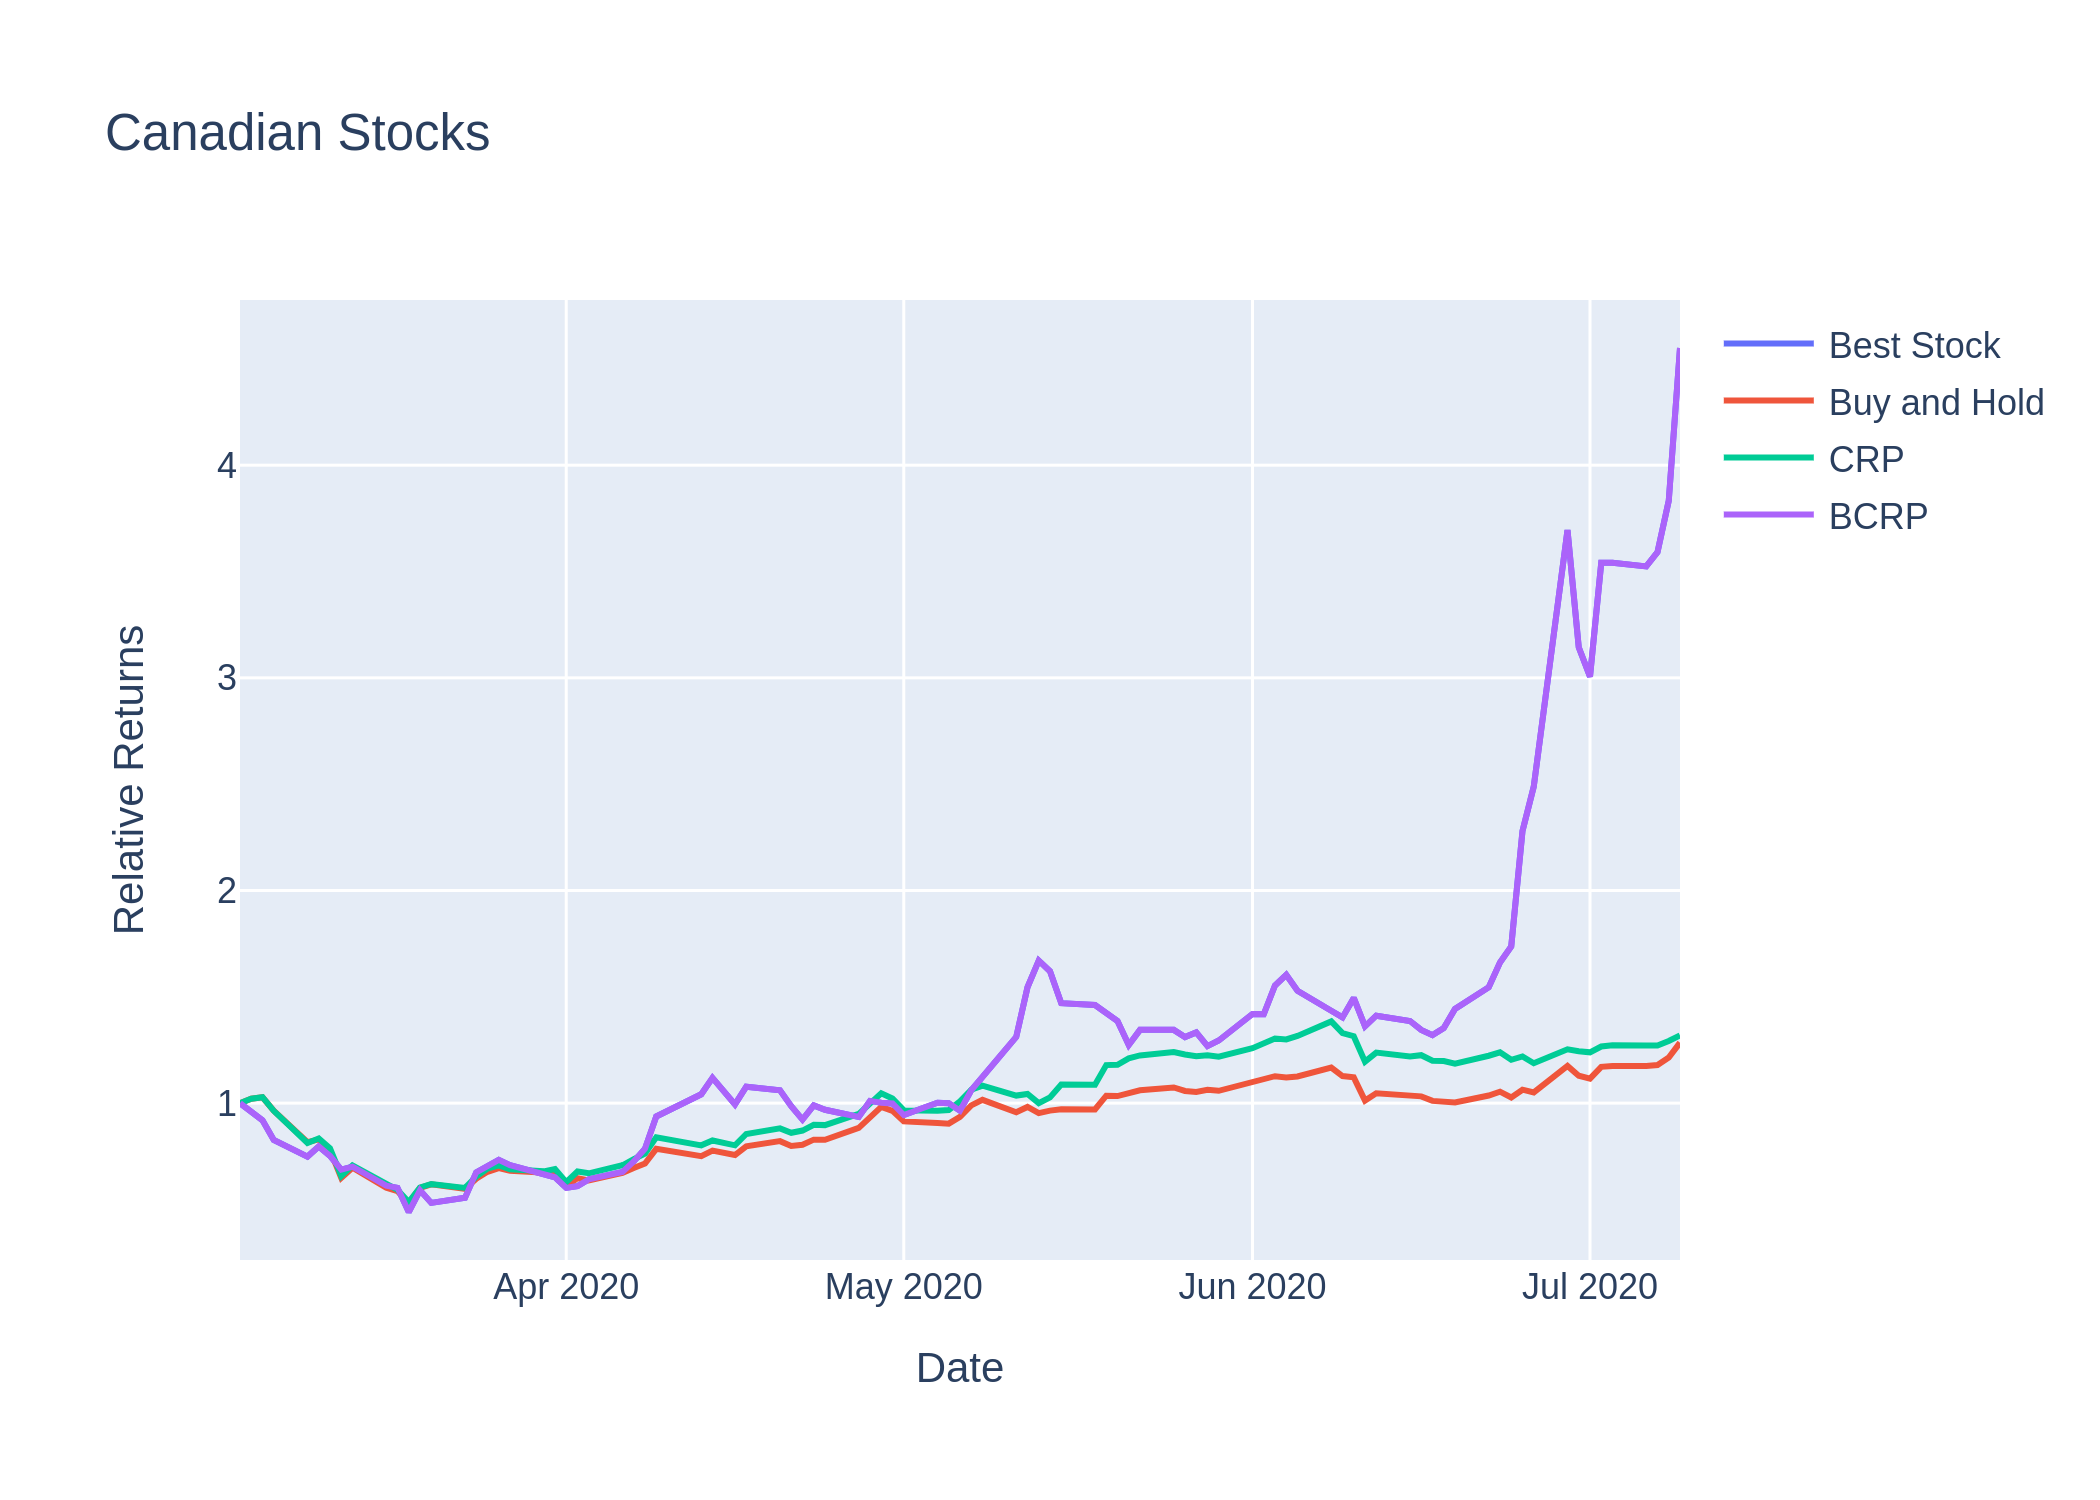 Canadian Stocks
Best Stock
Buy and Hold
CRP
BCRP
4
3
2
1
Relative Returns
Apr 2020
May 2020
Jun 2020
Jul 2020
Date